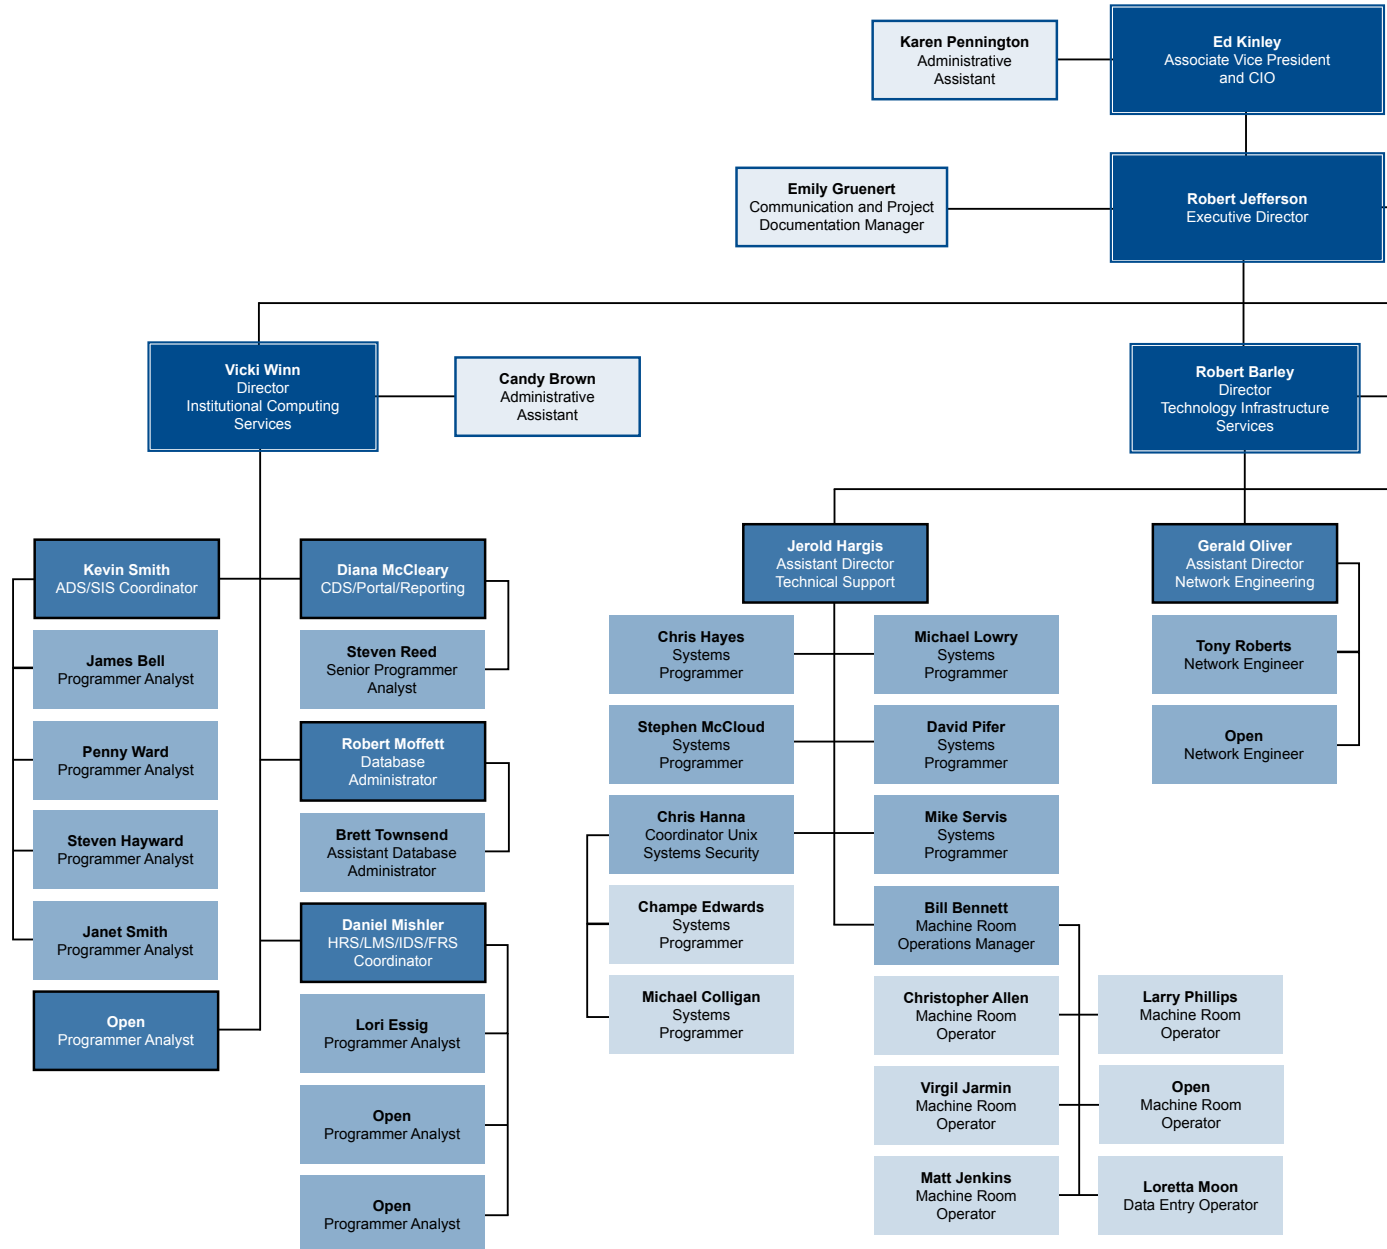 Karen Pennington
Administrative
Assistant
Ed Kinley
Associate Vice President
and CIO
Emily Gruenert
Communication and Project
Documentation Manager
Robert Jefferson
Executive Director
Vicki Winn
Director
Institutional Computing
Services
Candy Brown
Administrative
Assistant
Robert Barley
Director
Technology Infrastructure
Services
Kevin Smith
ADS/SIS Coordinator
James Bell
Programmer Analyst
Penny Ward
Programmer Analyst
Steven Hayward
Programmer Analyst
Janet Smith
Programmer Analyst
Open
Programmer Analyst
Diana McCleary
CDS/Portal/Reporting
Steven Reed
Senior Programmer
Analyst
Robert Moffett
Database
Administrator
Brett Townsend
Assistant Database
Administrator
Daniel Mishler
HRS/LMS/IDS/FRS
Coordinator
Lori Essig
Programmer Analyst
Open
Programmer Analyst
Open
Programmer Analyst
Jerold Hargis
Assistant Director
Technical Support
Chris Hayes
Systems
Programmer
Michael Lowry
Systems
Programmer
Stephen McCloud
Systems
Programmer
David Pifer
Systems
Programmer
Chris Hanna
Coordinator Unix
Systems Security
Mike Servis
Systems
Programmer
Champe Edwards
Systems
Programmer
Michael Colligan
Systems
Programmer
Bill Bennett
Machine Room
Operations Manager
Christopher Allen
Machine Room
Operator
Larry Phillips
Machine Room
Operator
Virgil Jarmin
Machine Room
Operator
Open
Machine Room
Operator
Matt Jenkins
Machine Room
Operator
Loretta Moon
Data Entry Operator
Gerald Oliver
Assistant Director
Network Engineering
Tony Roberts
Network Engineer
Open
Network Engineer